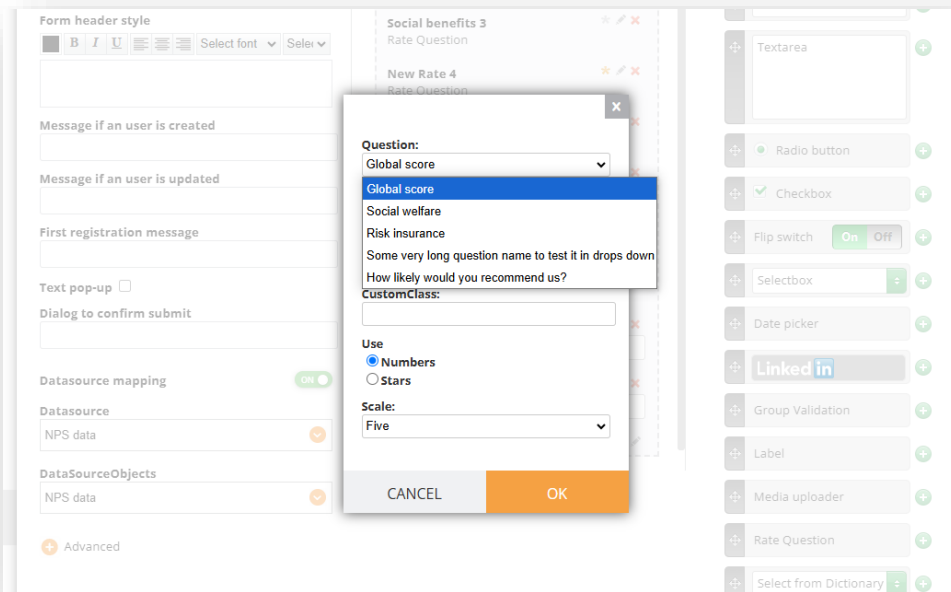 Form header style
B I U Select font Selec
Message if an user is created
Message if an user is updated
First registration message
Text pop-up
Dialog to confirm submit
Datasource mapping
ON
Datasource
NPS data
DataSourceObjects
NPS data
Advanced
Social benefits 3
Rate Question
New Rate 4
Rate Question
x
Question:
Global score
Global score
Social welfare
Risk insurance
Some very long question name to test it in drops down
How likely would you recommend us?
CustomClass:
Use
Numbers
Stars
Scale:
Five
CANCEL
OK
Textarea
Radio button
Checkbox
Flip switch On Off
Selectbox
Date picker
Linked in
Group Validation
Label
Media uploader
Rate Question
Select from Dictionary